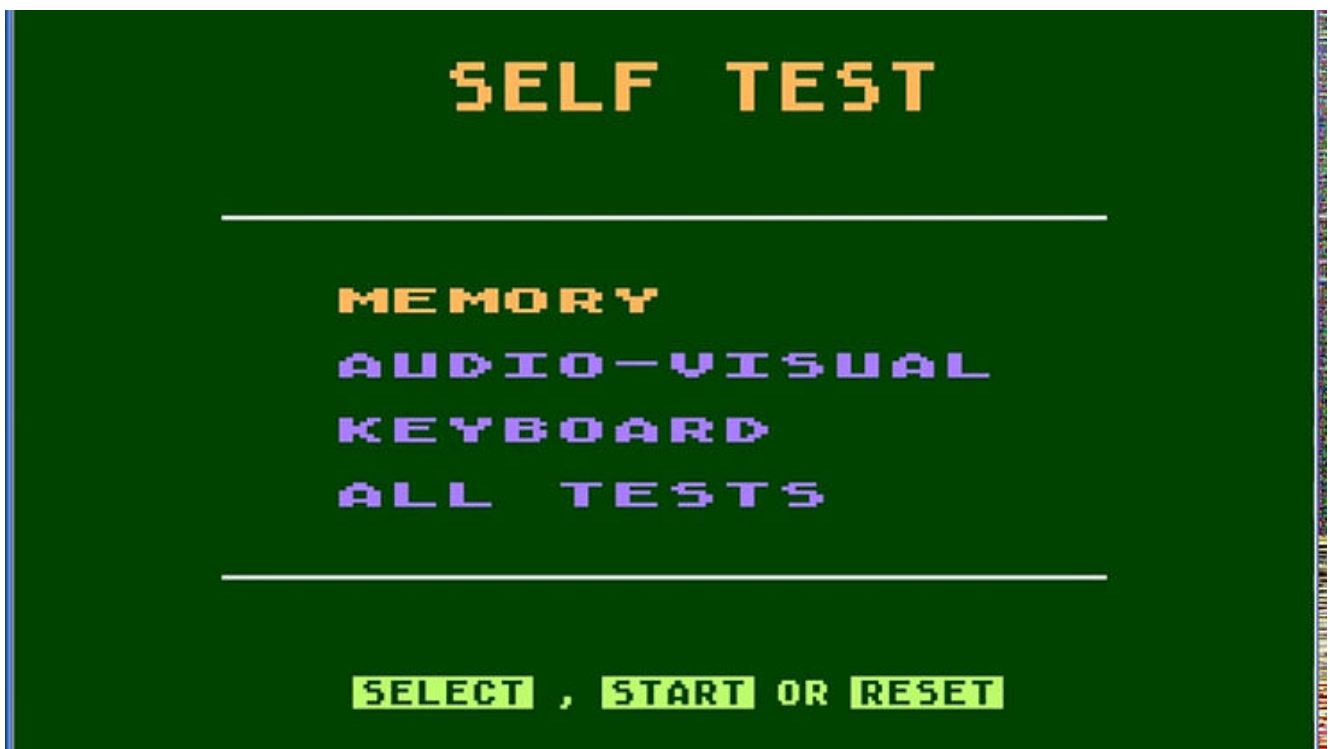 SELF TEST
MEMORY
AUDIO-VISUAL
KEYBOARD
ALL TESTS
SELECT , START OR RESET